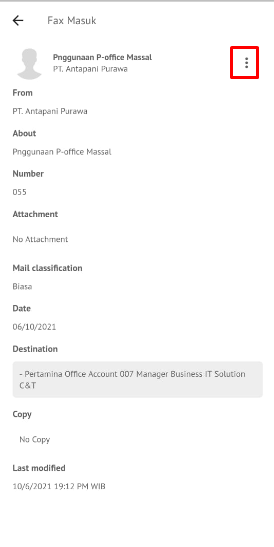 Fax Masuk
Pnggunaan P-office Massal
PT. Antapani Purawa
From
PT. Antapani Purawa
About
Pnggunaan P-office Massal
Number
055
Attachment
No Attachment
Mail classification
Biasa
Date
06/10/2021
Destination
- Pertamina Office Account 007 Manager Business IT Solution
C&T
Copy
No Copy
Last modified
10/6/2021 19:12 PM WIB